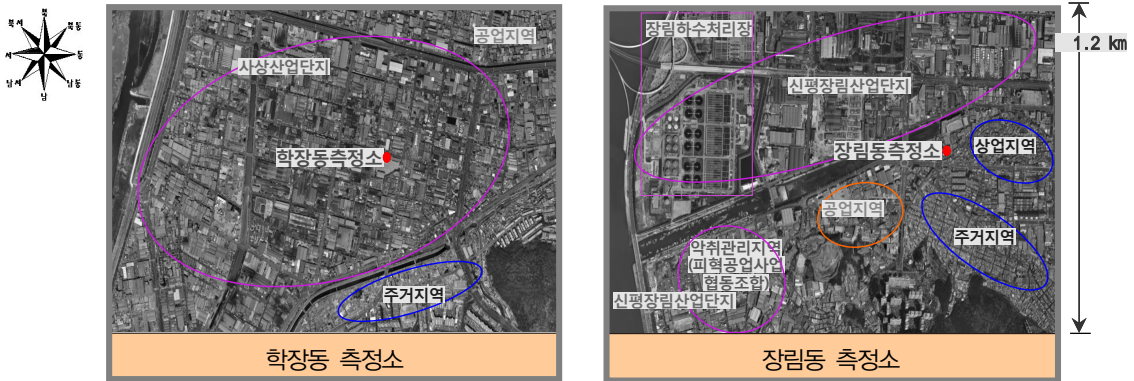 북
북서
북동
서
동
남서
남동
남
공업지역
사상산업단지
학장동측정소
주거지역
학장동 측정소
장림하수처리장
신평장림산업단지
장림동측정소
상업지역
공업지역
주거지역
악취관리지역
(피혁공업사업
협동조합)
신평장림산업단지
장림동 측정소
1.2 km